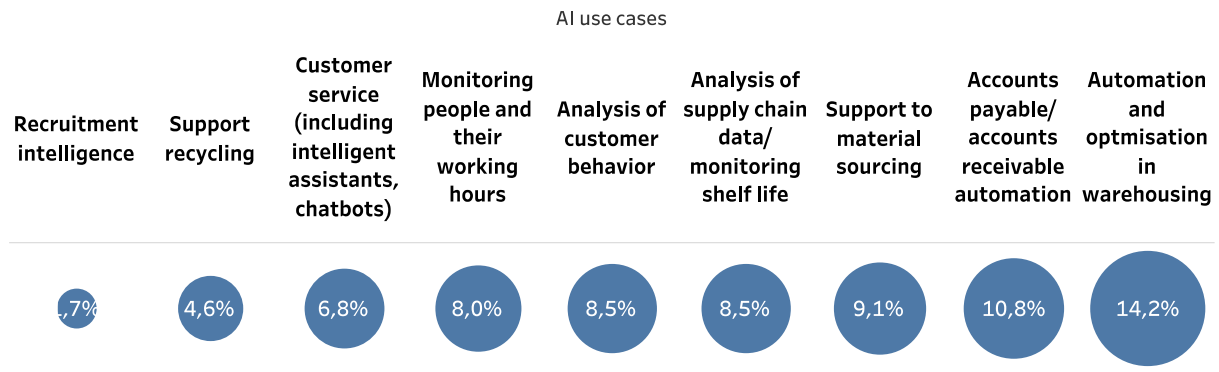 AI use cases
Recruitment
intelligence
Support
recycling
Customer
service
(including
intelligent
assistants,
chatbots)
Monitoring
people and
their
working
hours
Analysis of
customer
behavior
Analysis of
supply chain
data/
monitoring
shelf life
Support to
material
sourcing
Accounts
payable/
accounts
receivable
automation
Automation
and
optmisation
in
warehousing
,7%
4,6%
6,8%
8,0%
8,5%
8,5%
9,1%
10,8%
14,2%